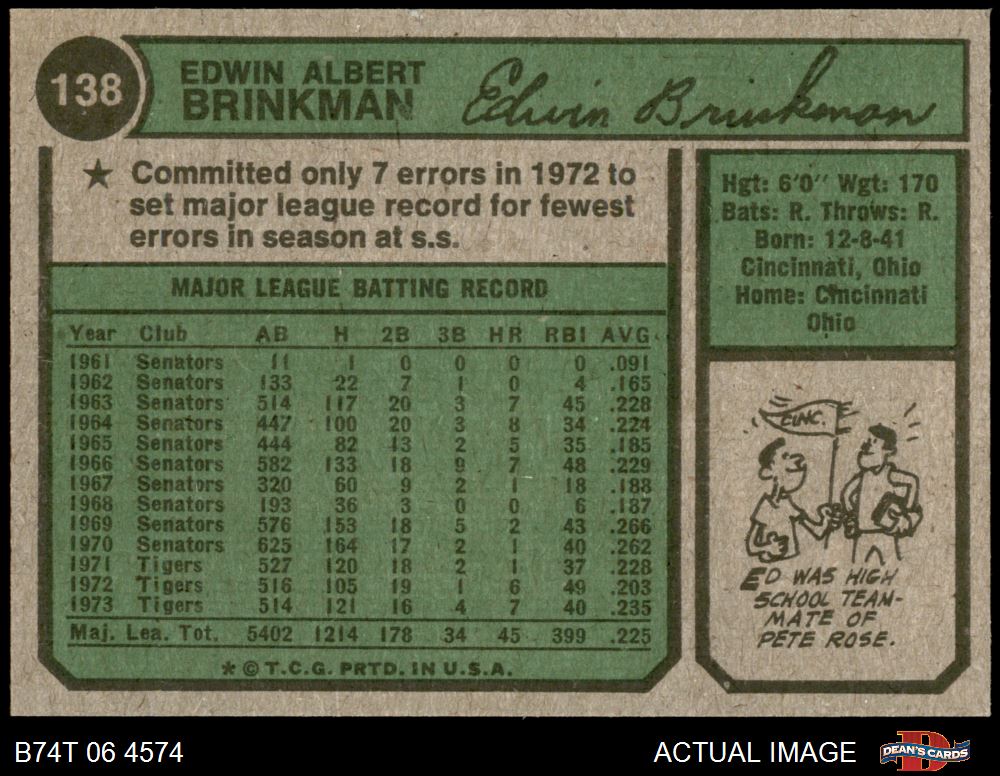 138
EDWIN ALBERT
BRINKMAN
Edwin Brinkman
★ Committed only 7 errors in 1972 to
set major league record for fewest
errors in season at s.s.
MAJOR LEAGUE BATTING RECORD
Year Club AB H 2B 3B HR RBI AVG.
1961 Senators 11 1 0 0 0 0 .091
1962 Senators 133 22 7 1 0 4 .165
1963 Senators 514 117 20 3 7 45 .228
1964 Senators 447 100 20 3 8 34 .224
1965 Senators 444 82 13 2 5 35 .185
1966 Senators 582 133 18 9 7 48 .229
1967 Senators 320 60 9 2 1 18 .188
1968 Senators 193 36 3 0 0 6 .187
1969 Senators 576 153 18 5 2 43 .266
1970 Senators 625 164 17 2 1 40 .262
1971 Tigers 527 120 18 2 1 37 .228
1972 Tigers 516 105 19 1 6 49 .203
1973 Tigers 514 121 16 4 7 40 .235
Maj. Lea. Tot. 5402 1214 178 34 45 399 .225
* © T.C.G. PRTD. IN U.S.A.
Hgt: 6'0" Wgt: 170
Bats: R. Throws: R.
Born: 12-8-41
Cincinnati, Ohio
Home: Cincinnati
Ohio
CINC.
ED WAS HIGH
SCHOOL TEAM-
MATE OF
PETE ROSE.
B74T 06 4574
ACTUAL IMAGE
DEAN'S CARDS